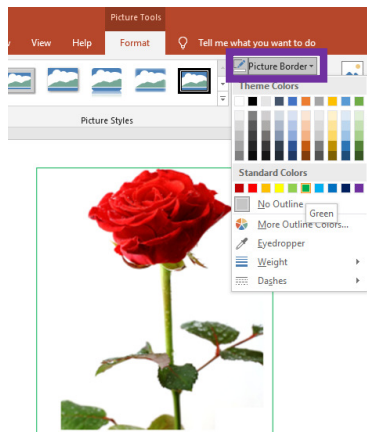 Picture Tools
View Help Format Tell me what you want to do
Picture Border
Theme Colors
Picture Styles
Standard Colors
No Outline
Green
More Outline Colors...
Eyedropper
Weight
Dashes